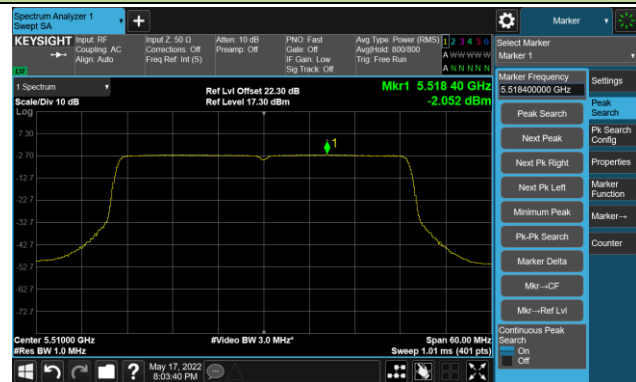 Spectrum Analyzer 1
Swept SA
Marker
KEYSIGHT
Input: RF
Coupling: AC
Align: Auto
Input Z: 50 Ω
Corrections: Off
Freq Ref: Int (S)
Atten: 10 dB
Preamp: Off
PNO: Fast
Gate: Off
IF Gain: Low
Sig Track: Off
Avg Type: Power (RMS)
Avg|Hold: 800/800
Trig: Free Run
1 2 3 4 5 6
A W W W W W
A N N N N N
LW
Select Marker
Marker 1
1 Spectrum
Scale/Div 10 dB
Log
Ref Lvl Offset 22.30 dB
Ref Level 17.30 dBm
Mkr1 5.518 40 GHz
-2.052 dBm
7.30
-2.70
-12.7
-22.7
-32.7
-42.7
-52.7
-62.7
-72.7
1
Center 5.51000 GHz
#Res BW 1.0 MHz
#Video BW 3.0 MHz*
Span 60.00 MHz
Sweep 1.01 ms (401 pts)
Marker Frequency
5.518400000 GHz
Peak Search
Next Peak
Next Pk Right
Next Pk Left
Minimum Peak
Pk-Pk Search
Marker Delta
Mkr→CF
Mkr→Ref Lvl
Continuous Peak
Search
On
Off
Settings
Peak
Search
Pk Search
Config
Properties
Marker
Function
Marker→
Counter
?
May 17, 2022
8:03:40 PM